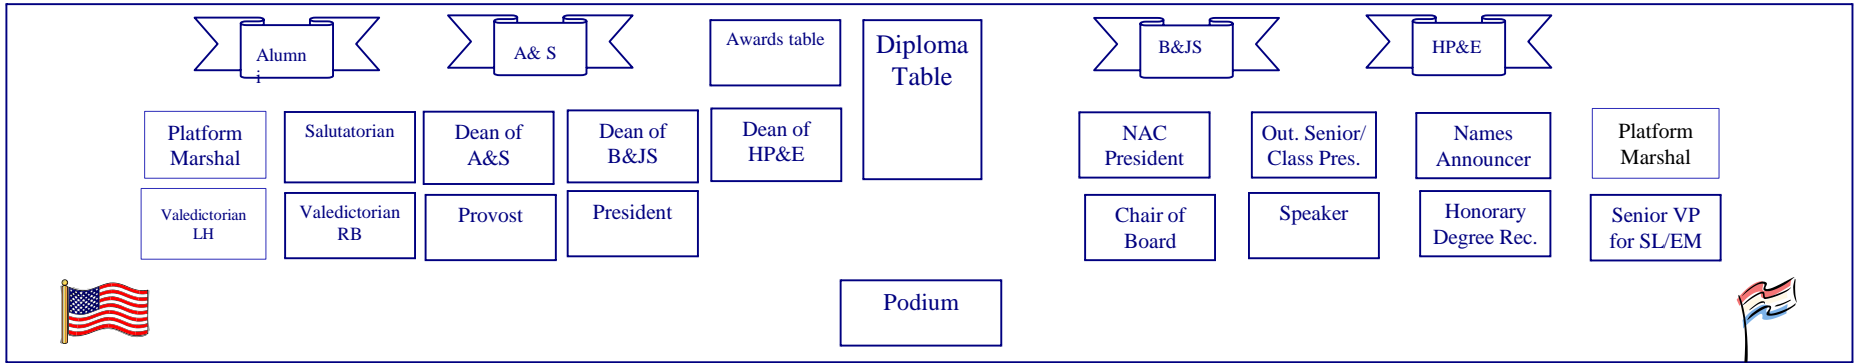 Alumn
i
A& S
Awards table
Diploma
Table
B&JS
HP&E
Platform
Marshal
Salutatorian
Dean of
A&S
Dean of
B&JS
Dean of
HP&E
NAC
President
Out. Senior/
Class Pres.
Names
Announcer
Platform
Marshal
Valedictorian
LH
Valedictorian
RB
Provost
President
Chair of
Board
Speaker
Honorary
Degree Rec.
Senior VP
for SL/EM
Podium